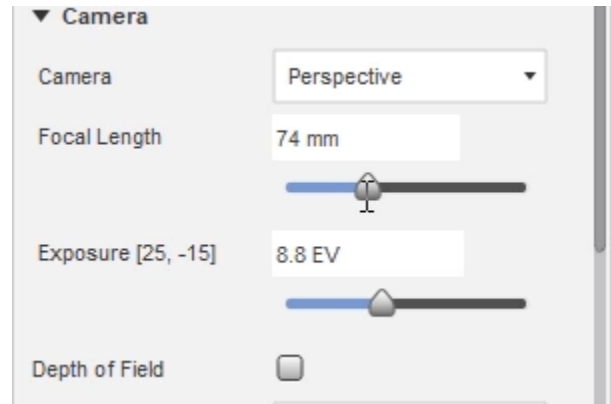 Camera
Camera Perspective
Focal Length 74 mm
Exposure [25, -15] 8.8 EV
Depth of Field